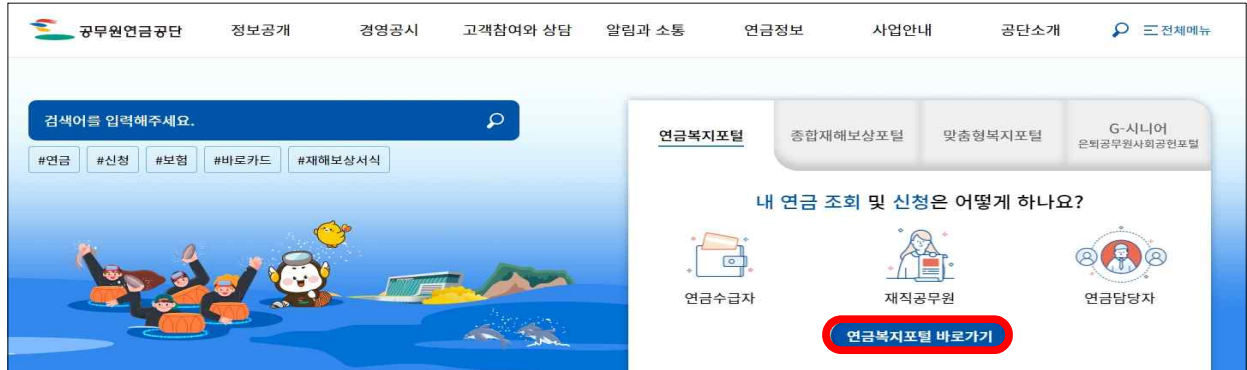 공무원연금공단 정보공개 경영공시 고객참여와 상담 알림과 소통 연금정보 사업안내 공단소개 전체메뉴
검색어를 입력해주세요.
#연금 #신청 #보험 #바로카드 #재해보상서식
연금복지포털 종합재해보상포털 맞춤형복지포털 G-시니어
은퇴공무원사회공헌포털
내 연금 조회 및 신청은 어떻게 하나요?
연금수급자 재직공무원 연금담당자
연금복지포털 바로가기